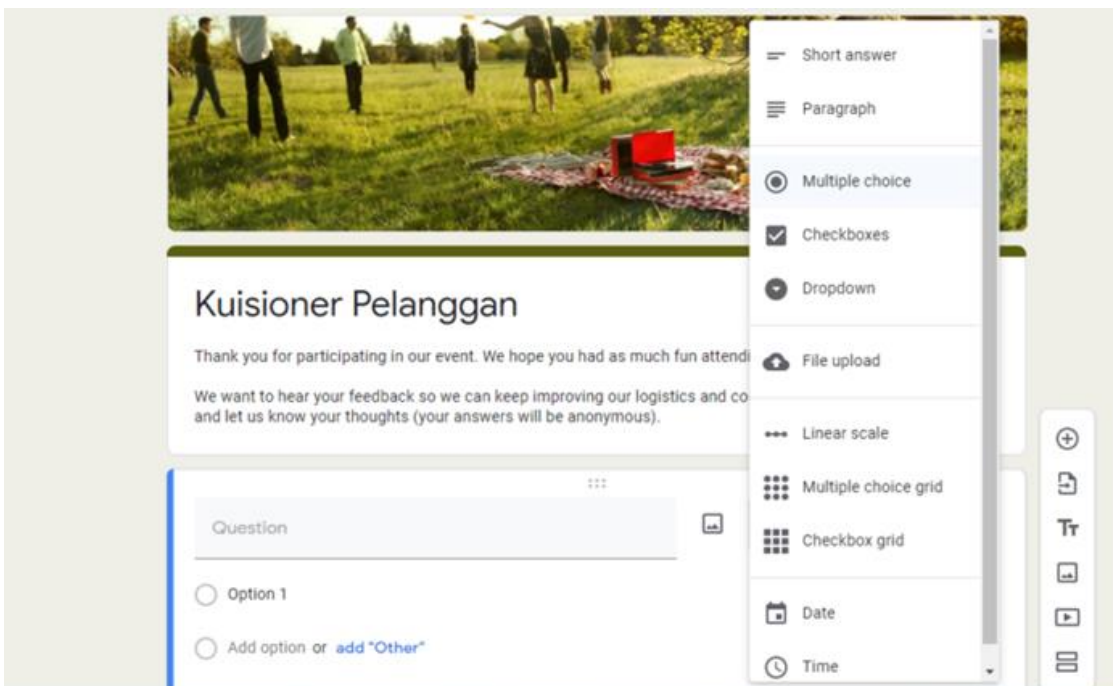 Short answer
Paragraph
Multiple choice
Checkboxes
Dropdown
File upload
Linear scale
Multiple choice grid
Checkbox grid
Date
Time
Kuisioner Pelanggan
Thank you for participating in our event. We hope you had as much fun attendi
We want to hear your feedback so we can keep improving our logistics and co
and let us know your thoughts (your answers will be anonymous).
Question
Option 1
Add option or add "Other"
Tт